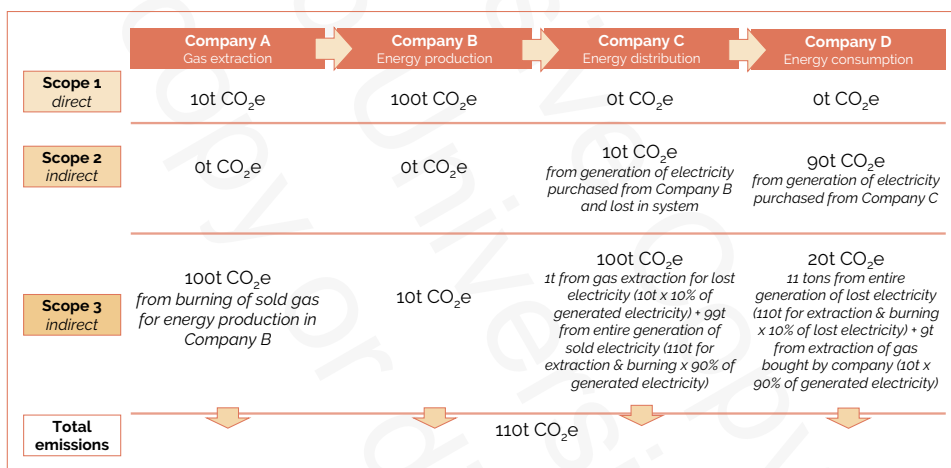 Company A
Gas extraction
Company B
Energy production
Company C
Energy distribution
Company D
Energy consumption
Scope 1
direct
10t CO₂e
100t CO₂e
0t CO₂e
0t CO₂e
Scope 2
indirect
0t CO₂e
0t CO₂e
10t CO₂e
from generation of electricity
purchased from Company B
and lost in system
90t CO₂e
from generation of electricity
purchased from Company C
Scope 3
indirect
100t CO₂e
from burning of sold gas
for energy production in
Company B
10t CO₂e
100t CO₂e
1t from gas extraction for lost
electricity (10t x 10% of
generated electricity) + 99t
from entire generation of
sold electricity (110t for
extraction & burning x 90% of
generated electricity)
20t CO₂e
11 tons from entire
generation of lost electricity
(110t for extraction & burning
x 10% of lost electricity) + 9t
from extraction of gas
bought by company (10t x
90% of generated electricity)
Total
emissions
110t CO₂e